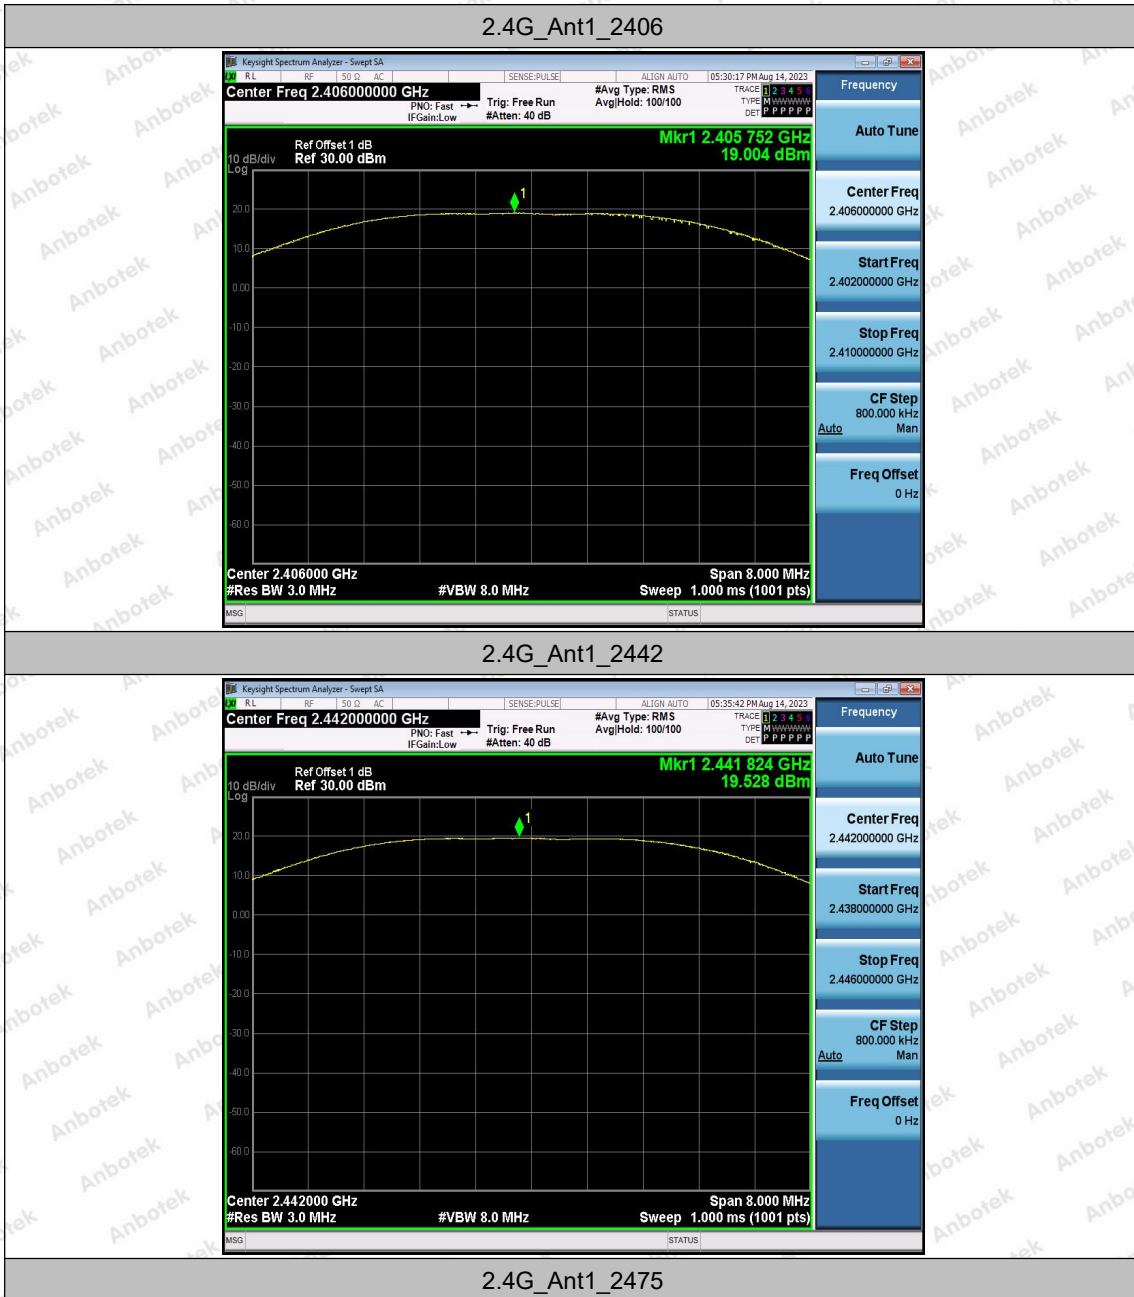 2.4G_Ant1_2406
Keysight Spectrum Analyzer - Swept SA
LXI RL RF 50 Ω AC SENSE:PULSE ALIGN AUTO 05:30:17 PM Aug 14, 2023
Center Freq 2.406000000 GHz
PNO: Fast
IFGain:Low
Trig: Free Run
#Atten: 40 dB
#Avg Type: RMS
Avg|Hold: 100/100
TRACE 1 2 3 4 5 6
TYPE M W W W W W
DET P P P P P P
Frequency
Auto Tune
Center Freq
2.406000000 GHz
Start Freq
2.402000000 GHz
Stop Freq
2.410000000 GHz
CF Step
800.000 kHz
Auto Man
Freq Offset
0 Hz
Mkr1 2.405 752 GHz
19.004 dBm
Ref Offset 1 dB
10 dB/div Ref 30.00 dBm
Log
1
20.0
10.0
0.00
-10.0
-20.0
-30.0
-40.0
-50.0
-60.0
Center 2.406000 GHz Span 8.000 MHz
#Res BW 3.0 MHz #VBW 8.0 MHz Sweep 1.000 ms (1001 pts)
MSG STATUS
2.4G_Ant1_2442
Keysight Spectrum Analyzer - Swept SA
LXI RL RF 50 Ω AC SENSE:PULSE ALIGN AUTO 05:35:42 PM Aug 14, 2023
Center Freq 2.442000000 GHz
PNO: Fast
IFGain:Low
Trig: Free Run
#Atten: 40 dB
#Avg Type: RMS
Avg|Hold: 100/100
TRACE 1 2 3 4 5 6
TYPE M W W W W W
DET P P P P P P
Frequency
Auto Tune
Center Freq
2.442000000 GHz
Start Freq
2.438000000 GHz
Stop Freq
2.446000000 GHz
CF Step
800.000 kHz
Auto Man
Freq Offset
0 Hz
Mkr1 2.441 824 GHz
19.528 dBm
Ref Offset 1 dB
10 dB/div Ref 30.00 dBm
Log
1
20.0
10.0
0.00
-10.0
-20.0
-30.0
-40.0
-50.0
-60.0
Center 2.442000 GHz Span 8.000 MHz
#Res BW 3.0 MHz #VBW 8.0 MHz Sweep 1.000 ms (1001 pts)
MSG STATUS
2.4G_Ant1_2475